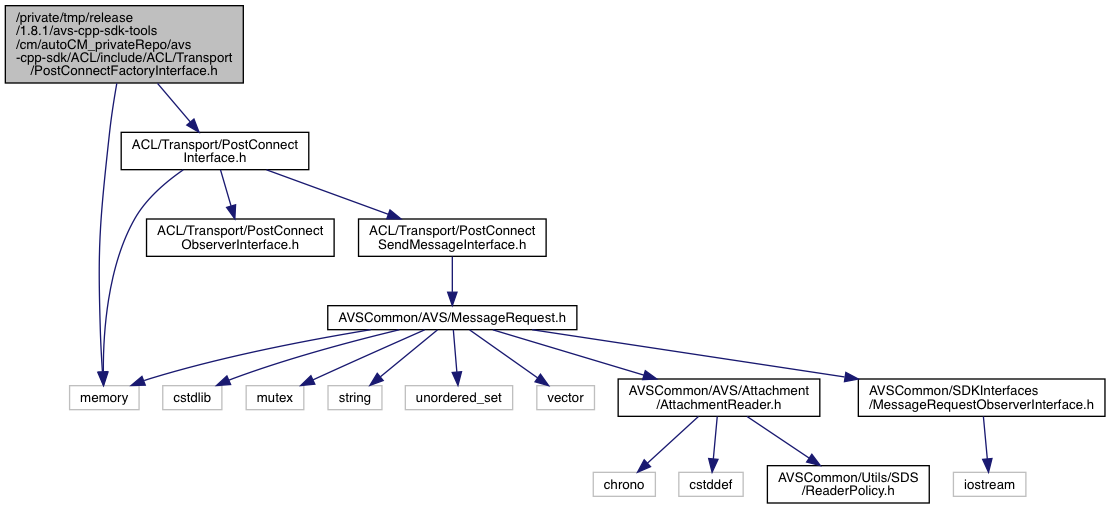 /private/tmp/release
/1.8.1/avs-cpp-sdk-tools
/cm/autoCM_privateRepo/avs
-cpp-sdk/ACL/include/ACL/Transport
/PostConnectFactoryInterface.h
ACL/Transport/PostConnect
Interface.h
ACL/Transport/PostConnect
ObserverInterface.h
ACL/Transport/PostConnect
SendMessageInterface.h
AVSCommon/AVS/MessageRequest.h
memory
cstdlib
mutex
string
unordered_set
vector
AVSCommon/AVS/Attachment
/AttachmentReader.h
AVSCommon/SDKInterfaces
/MessageRequestObserverInterface.h
chrono
cstddef
AVSCommon/Utils/SDS
/ReaderPolicy.h
iostream